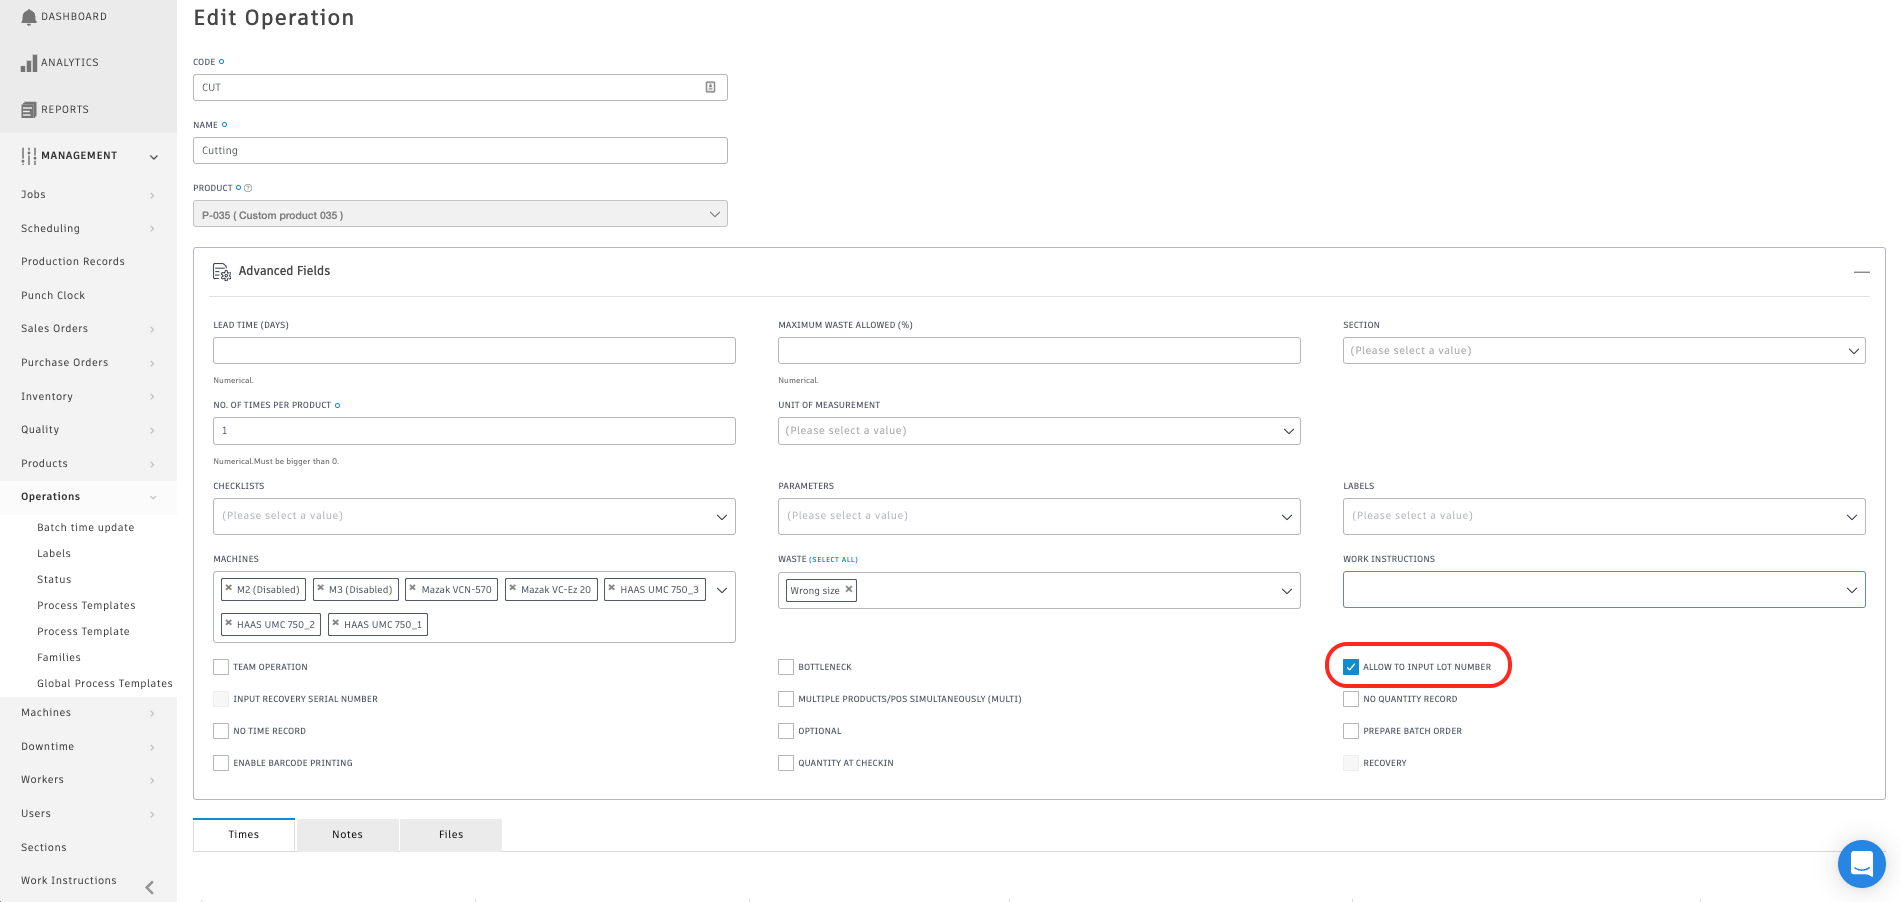 DASHBOARD
ANALYTICS
REPORTS
MANAGEMENT
Jobs
Scheduling
Production Records
Punch Clock
Sales Orders
Purchase Orders
Inventory
Quality
Products
Operations
Batch time update
Labels
Status
Process Templates
Process Template
Families
Global Process Templates
Machines
Downtime
Workers
Users
Sections
Work Instructions
Edit Operation
CODE
CUT
NAME
Cutting
PRODUCT
P-035 ( Custom product 035 )
Advanced Fields
LEAD TIME (DAYS)
Numerical.
MAXIMUM WASTE ALLOWED (%)
Numerical.
SECTION
(Please select a value)
NO. OF TIMES PER PRODUCT
1
Numerical.Must be bigger than 0.
UNIT OF MEASUREMENT
(Please select a value)
CHECKLISTS
(Please select a value)
PARAMETERS
(Please select a value)
LABELS
(Please select a value)
MACHINES
M2 (Disabled) M3 (Disabled) Mazak VCN-570 Mazak VC-Ez 20 HAAS UMC 750_3
HAAS UMC 750_2 HAAS UMC 750_1
WASTE (SELECT ALL)
Wrong size
WORK INSTRUCTIONS
TEAM OPERATION
BOTTLENECK
ALLOW TO INPUT LOT NUMBER
INPUT RECOVERY SERIAL NUMBER
MULTIPLE PRODUCTS/POS SIMULTANEOUSLY (MULTI)
NO QUANTITY RECORD
NO TIME RECORD
OPTIONAL
PREPARE BATCH ORDER
ENABLE BARCODE PRINTING
QUANTITY AT CHECKIN
RECOVERY
Times
Notes
Files